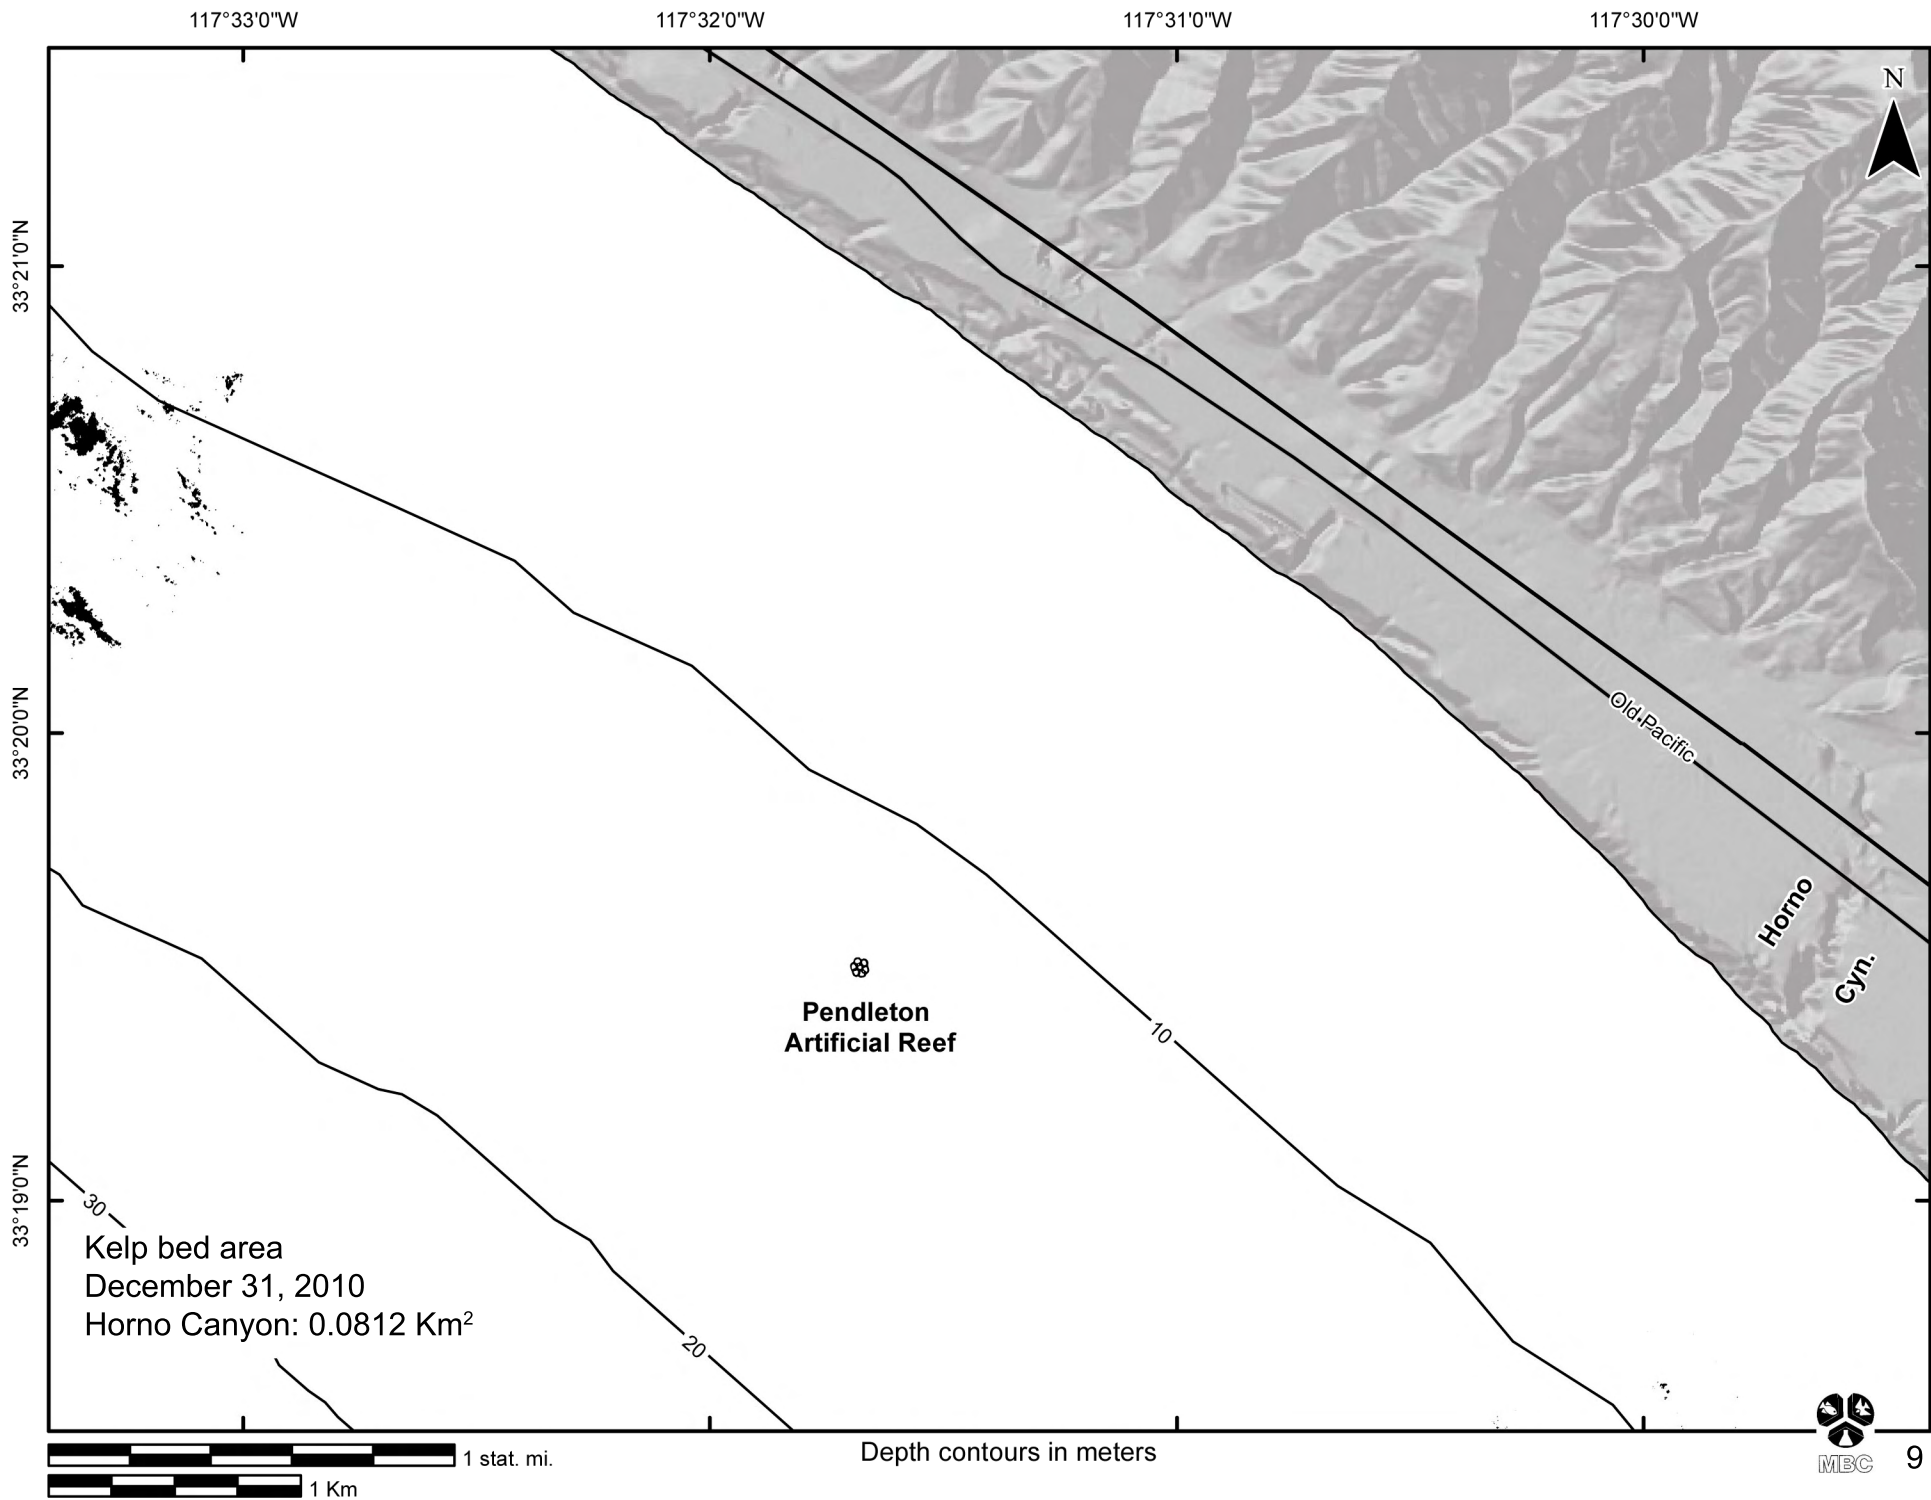 117°33'0"W
117°32'0"W
117°31'0"W
117°30'0"W
N
33°21'0"N
33°20'0"N
Old Pacific
Horno
Cyn.
Pendleton
Artificial Reef
10
33°19'0"N
30
Kelp bed area
December 31, 2010
Horno Canyon: 0.0812 Km²
20
1 stat. mi.
1 Km
Depth contours in meters
MBC
9